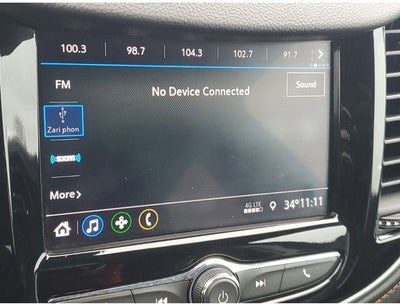 100.3 98.7 104.3 102.7 91.7
FM
No Device Connected
Sound
Zari phon
SXM
More
4G LTE
34° 11:11